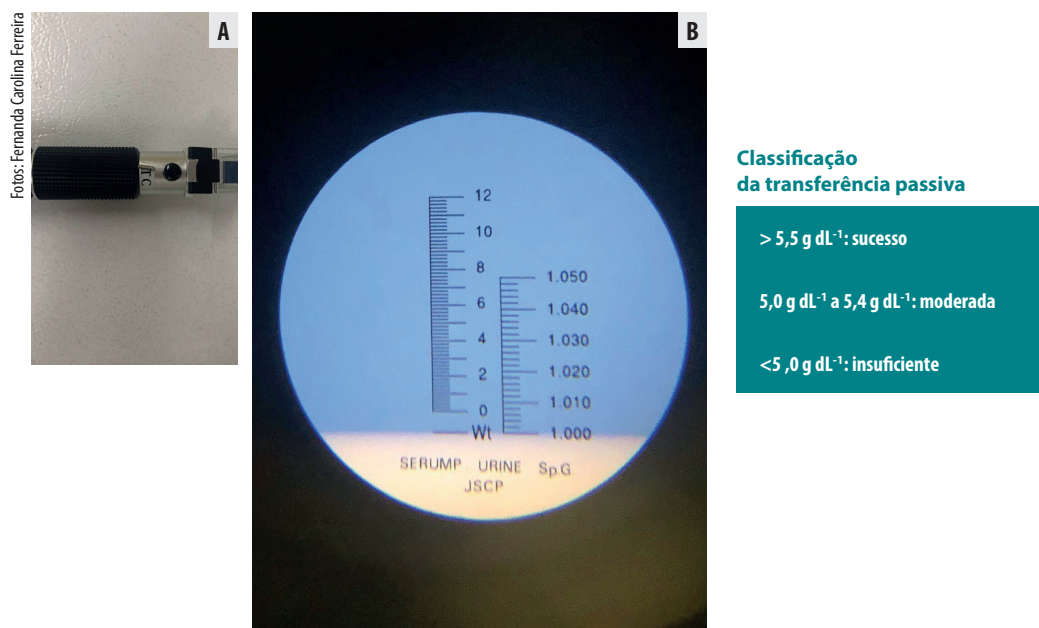 Fotos: Fernanda Carolina Ferreira
A
B
12
10
8
6
4
2
0
Wt
1.050
1.040
1.030
1.020
1.010
1.000
SERUMP URINE Sp.G.
JSCP
Classificação
da transferência passiva
> 5,5 g dL⁻¹: sucesso
5,0 g dL⁻¹ a 5,4 g dL⁻¹: moderada
<5 ,0 g dL⁻¹: insuficiente